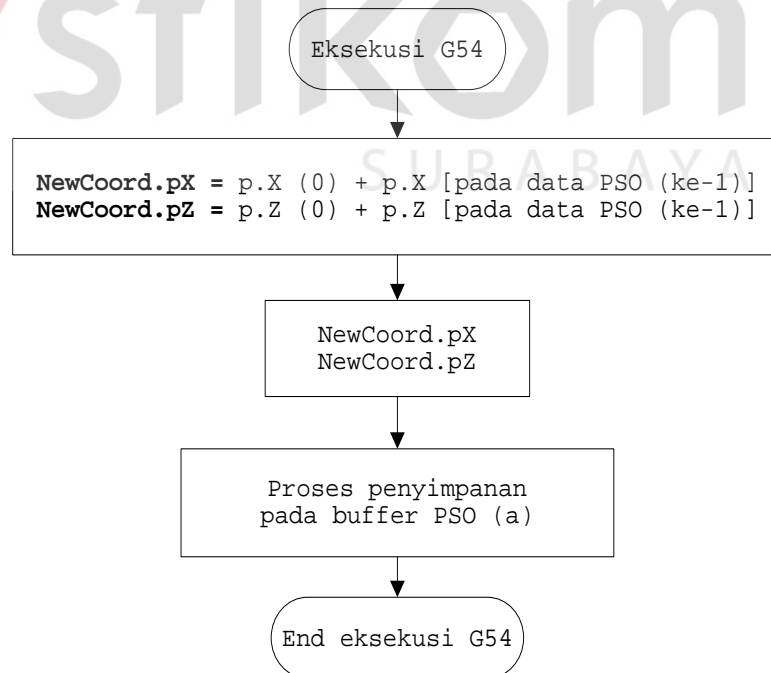 stikom
SURABAYA
Eksekusi G54
NewCoord.pX = p.X (0) + p.X [pada data PSO (ke-1)]
NewCoord.pZ = p.Z (0) + p.Z [pada data PSO (ke-1)]
NewCoord.pX
NewCoord.pZ
Proses penyimpanan
pada buffer PSO (a)
End eksekusi G54